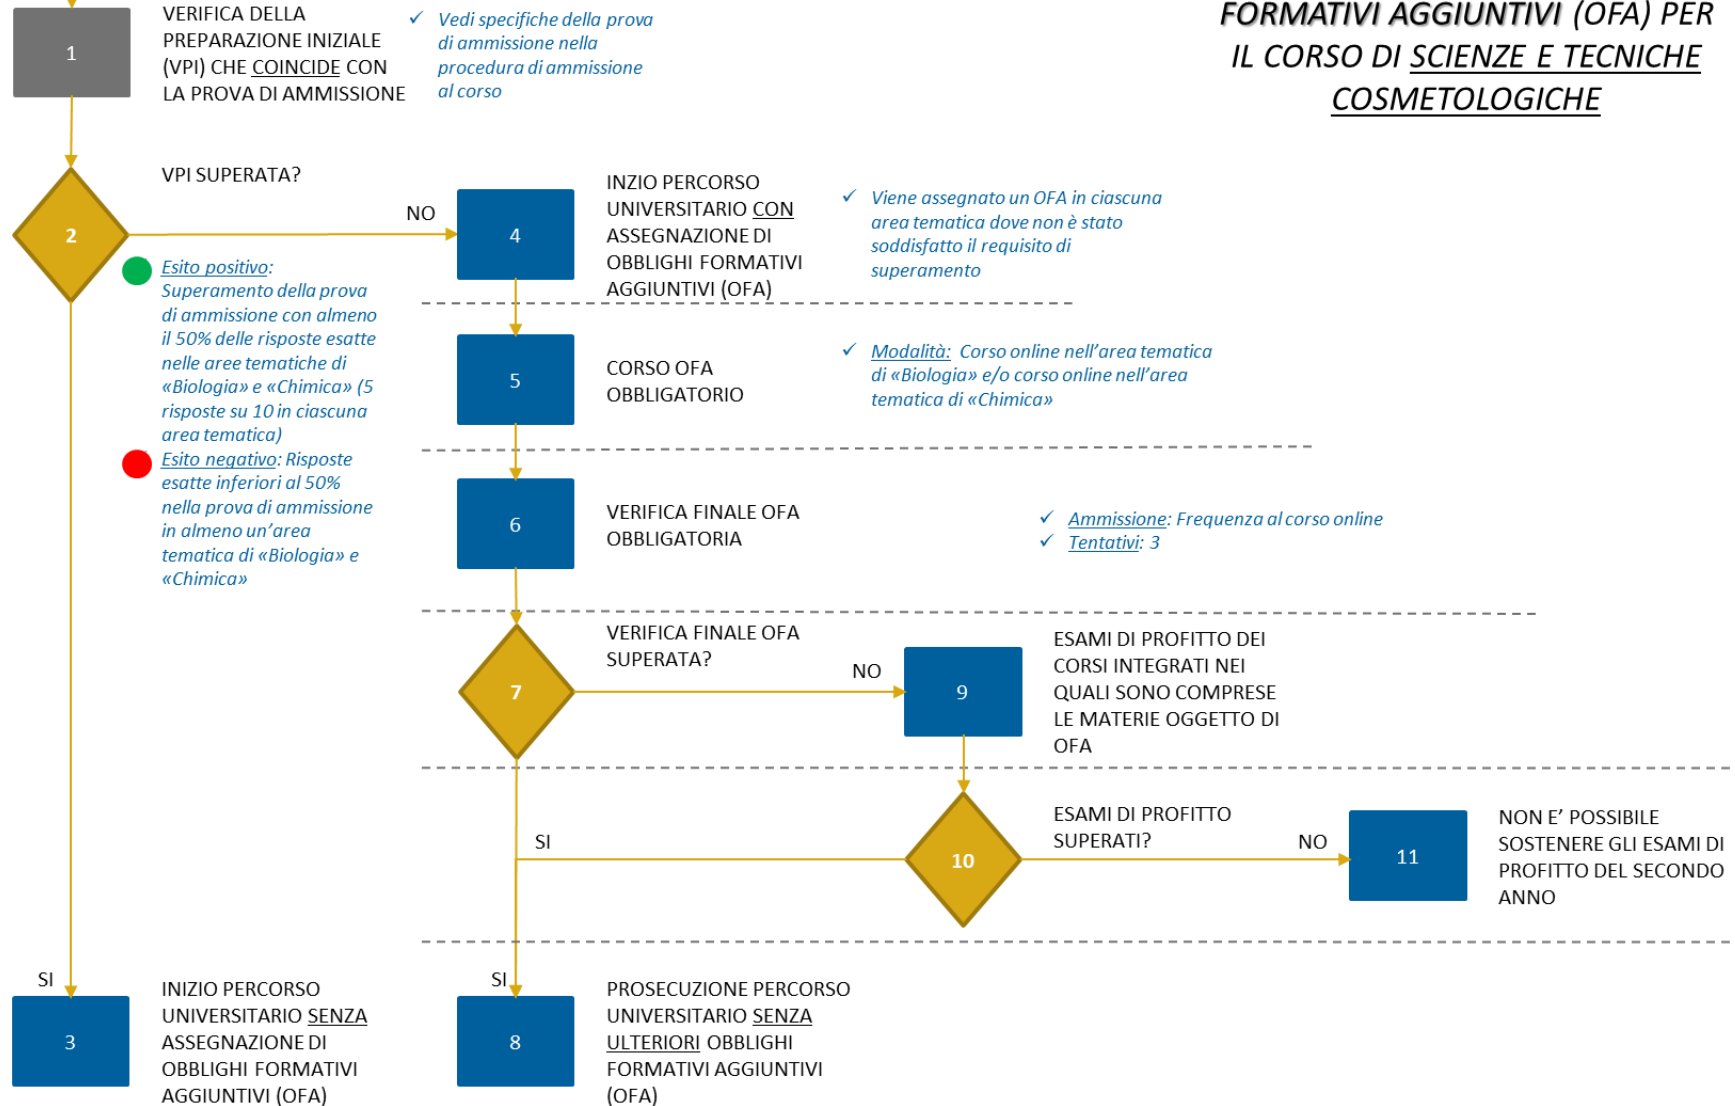 FORMATIVI AGGIUNTIVI (OFA) PER
IL CORSO DI SCIENZE E TECNICHE
COSMETOLOGICHE
1
VERIFICA DELLA
PREPARAZIONE INIZIALE
(VPI) CHE COINCIDE CON
LA PROVA DI AMMISSIONE
✓ Vedi specifiche della prova
di ammissione nella
procedura di ammissione
al corso
2
VPI SUPERATA?
NO
Esito positivo:
Superamento della prova
di ammissione con almeno
il 50% delle risposte esatte
nelle aree tematiche di
«Biologia» e «Chimica» (5
risposte su 10 in ciascuna
area tematica)
Esito negativo: Risposte
esatte inferiori al 50%
nella prova di ammissione
in almeno un'area
tematica di «Biologia» e
«Chimica»
4
INZIO PERCORSO
UNIVERSITARIO CON
ASSEGNAZIONE DI
OBBLIGHI FORMATIVI
AGGIUNTIVI (OFA)
✓ Viene assegnato un OFA in ciascuna
area tematica dove non è stato
soddisfatto il requisito di
superamento
5
CORSO OFA
OBBLIGATORIO
✓ Modalità: Corso online nell'area tematica
di «Biologia» e/o corso online nell'area
tematica di «Chimica»
6
VERIFICA FINALE OFA
OBBLIGATORIA
✓ Ammissione: Frequenza al corso online
✓ Tentativi: 3
7
VERIFICA FINALE OFA
SUPERATA?
NO
9
ESAMI DI PROFITTO DEI
CORSI INTEGRATI NEI
QUALI SONO COMPRESE
LE MATERIE OGGETTO DI
OFA
SI
10
ESAMI DI PROFITTO
SUPERATI?
NO
11
NON E' POSSIBILE
SOSTENERE GLI ESAMI DI
PROFITTO DEL SECONDO
ANNO
SI
3
INIZIO PERCORSO
UNIVERSITARIO SENZA
ASSEGNAZIONE DI
OBBLIGHI FORMATIVI
AGGIUNTIVI (OFA)
SI
8
PROSECUZIONE PERCORSO
UNIVERSITARIO SENZA
ULTERIORI OBBLIGHI
FORMATIVI AGGIUNTIVI
(OFA)